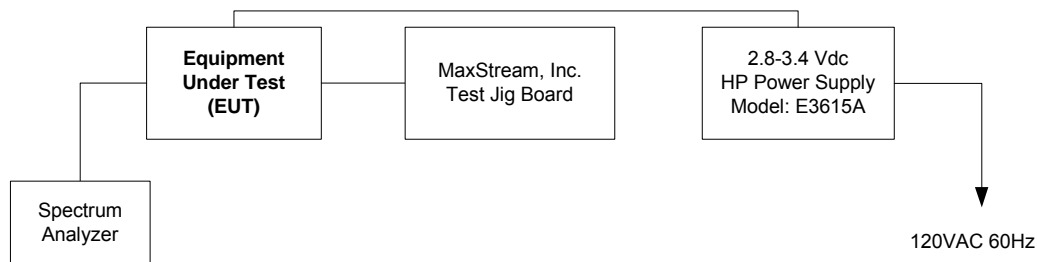 Equipment
Under Test
(EUT)
MaxStream, Inc.
Test Jig Board
2.8-3.4 Vdc
HP Power Supply
Model: E3615A
Spectrum
Analyzer
120VAC 60Hz